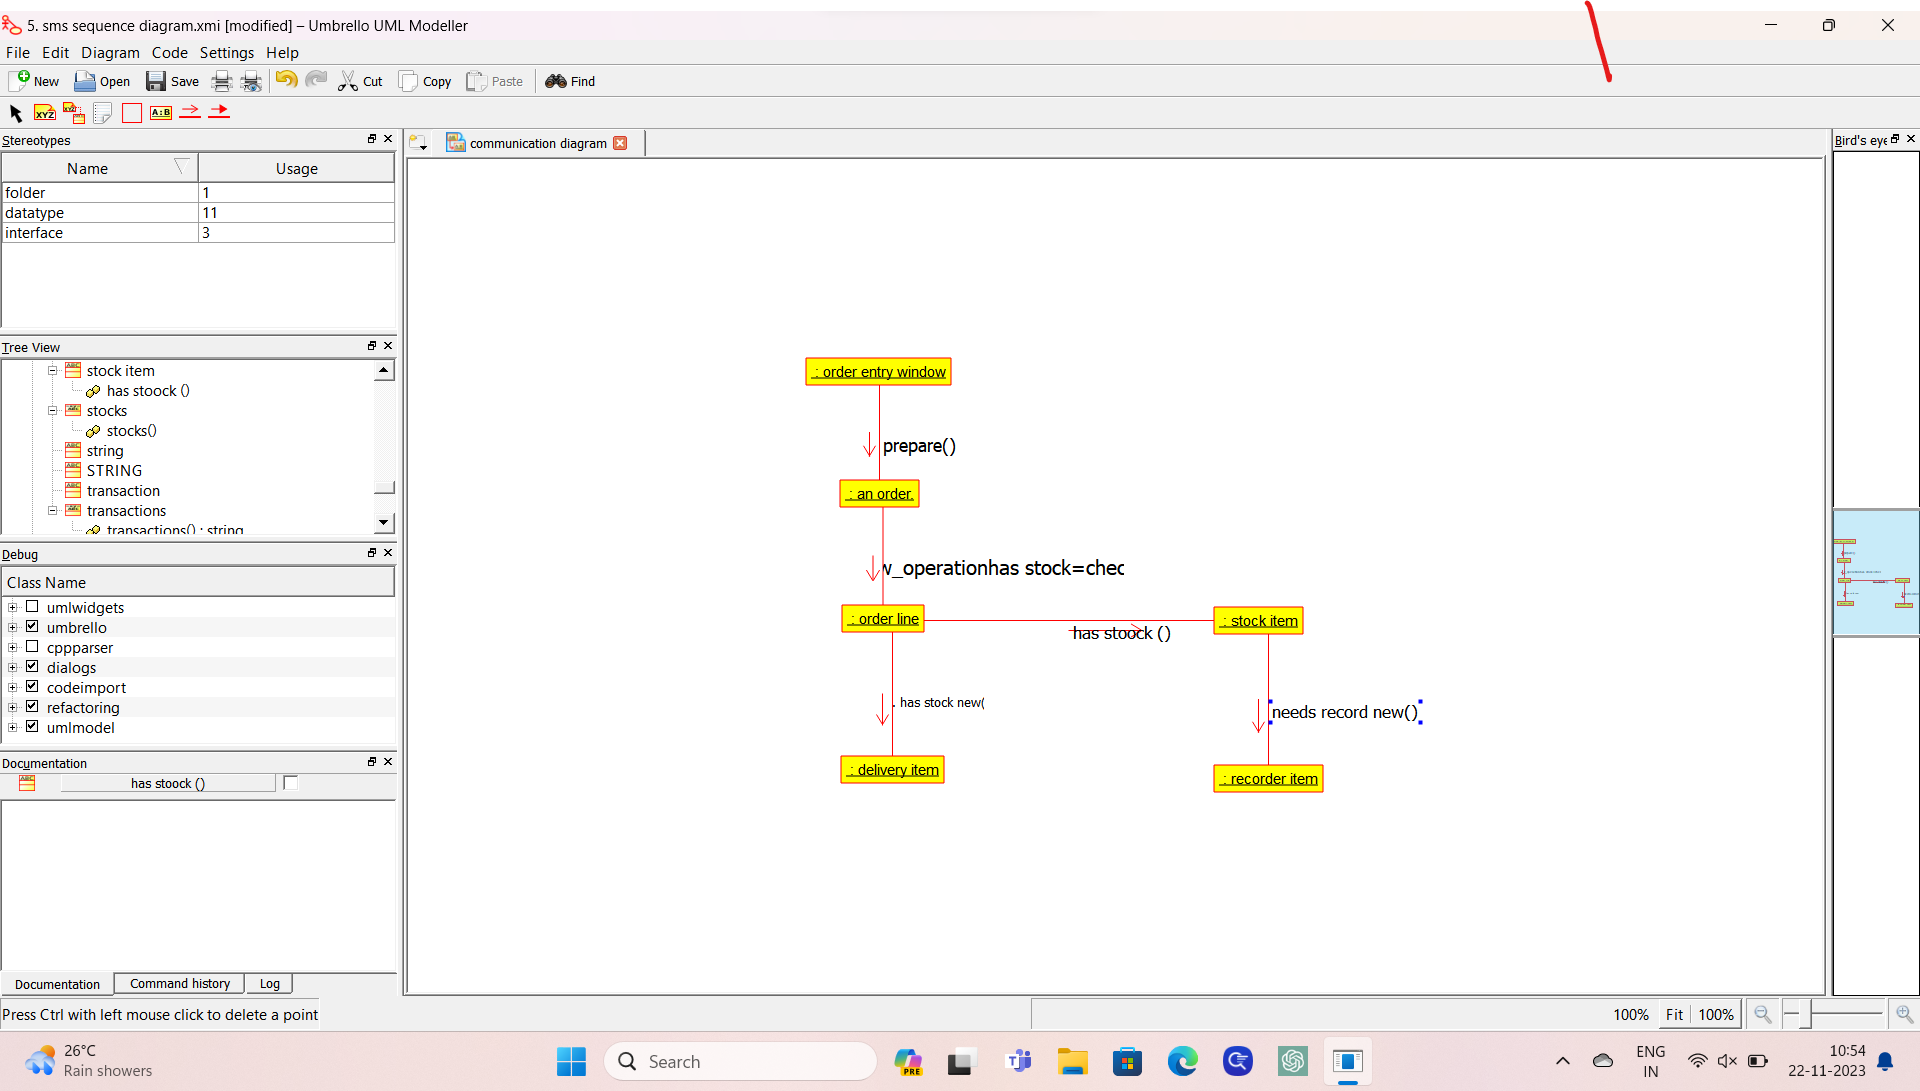 5. sms sequence diagram.xmi [modified] – Umbrello UML Modeller
File Edit Diagram Code Settings Help
New Open Save Cut Copy Paste Find
XYZ XYZ A:B
Stereotypes
communication diagram
Bird's eye
Name Usage
folder 1
datatype 11
interface 3
Tree View
stock item
has stoock ()
stocks
stocks()
string
STRING
transaction
transactions
transactions() : string
Debug
Class Name
umlwidgets
umbrello
cppparser
dialogs
codeimport
refactoring
umlmodel
Documentation
has stoock ()
Documentation Command history Log
: order entry window
prepare()
: an order.
w_operationhas stock=chec
: order line
has stoock ()
: stock item
. has stock new(
needs record new()
: delivery item
: recorder item
Press Ctrl with left mouse click to delete a point
100% Fit 100%
26°C
Rain showers
Search
PRE
ENG
IN
10:54
22-11-2023